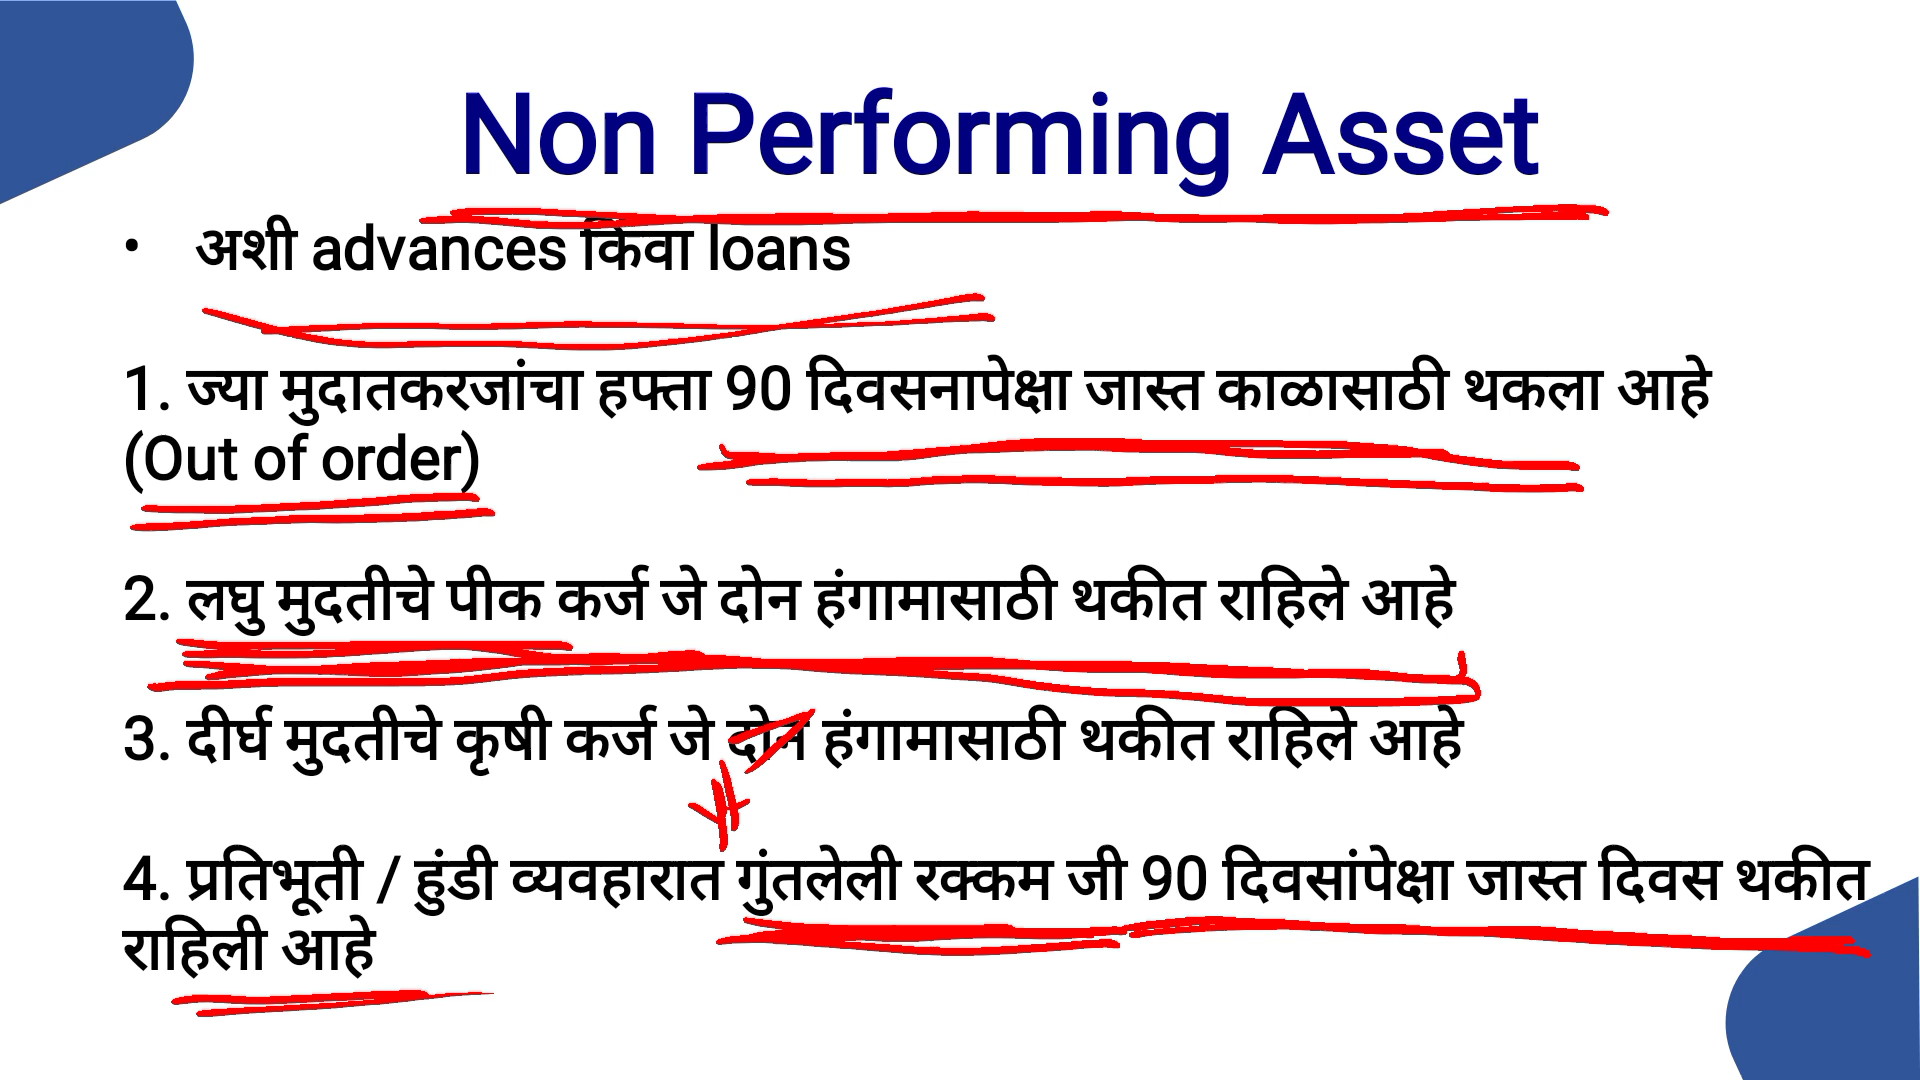 Non Performing Asset
• अशी advances किंवा loans
1. ज्या मुदातकरजांचा हफ्ता 90 दिवसनापेक्षा जास्त काळासाठी थकला आहे
(Out of order)
2. लघु मुदतीचे पीक कर्ज जे दोन हंगामासाठी थकीत राहिले आहे
3. दीर्घ मुदतीचे कृषी कर्ज जे दोन हंगामासाठी थकीत राहिले आहे
4. प्रतिभूती / हुंडी व्यवहारात गुंतलेली रक्कम जी 90 दिवसांपेक्षा जास्त दिवस थकीत
राहिली आहे